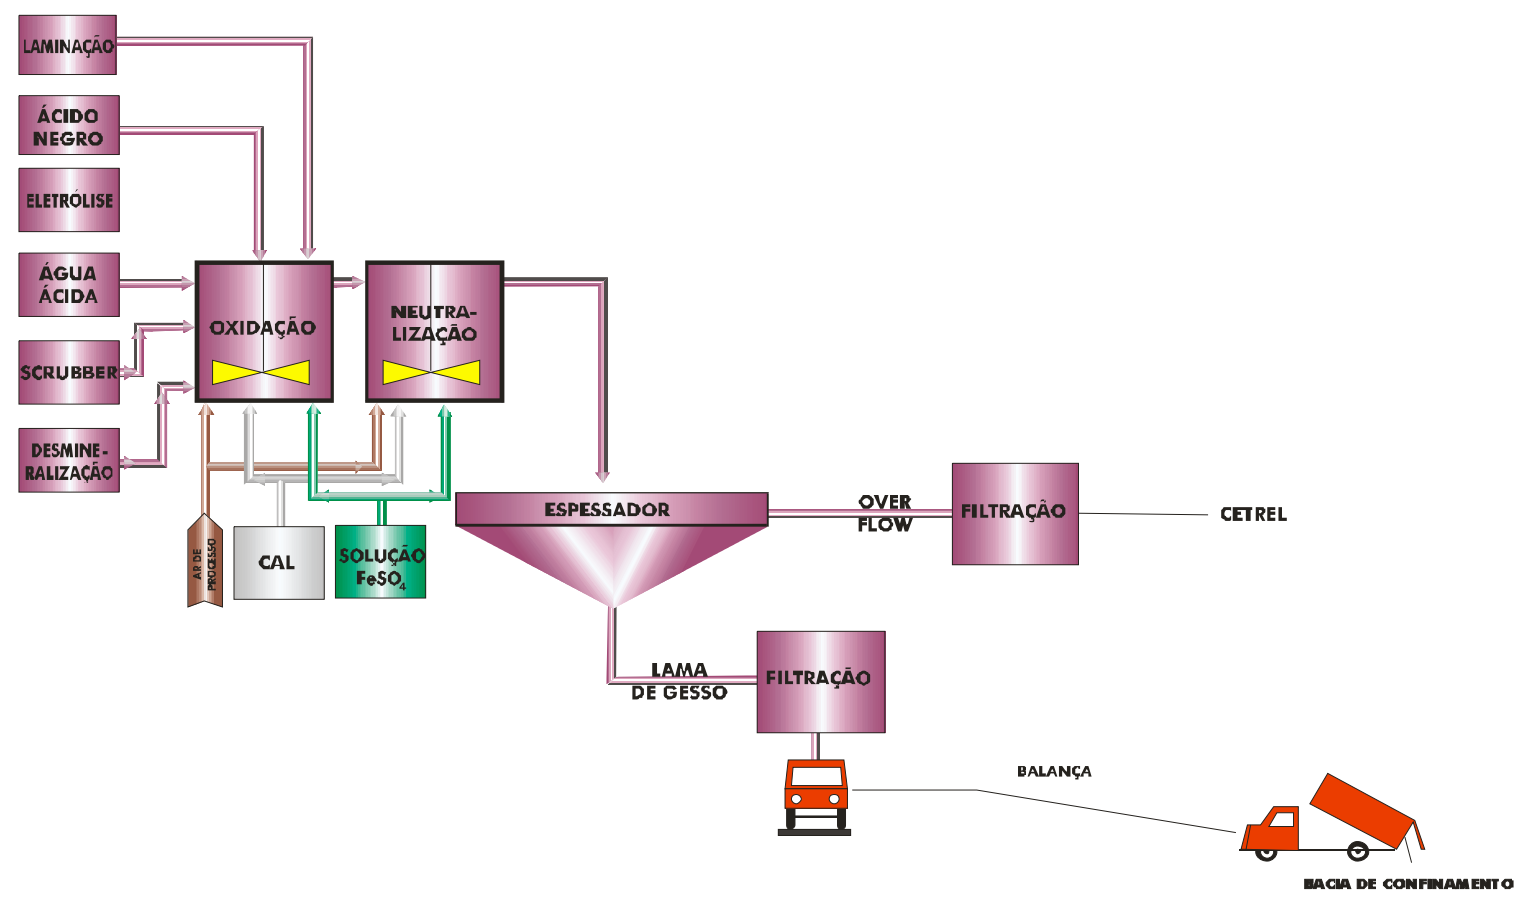 LAMINAÇÃO
ÁCIDO
NEGRO
ELETRÓLISE
ÁGUA
ÁCIDA
SCRUBBER
DESMINE-
RALIZAÇÃO
OXIDAÇÃO
NEUTRA-
LIZAÇÃO
AR DE
PROCESSO
CAL
SOLUÇÃO
FeSO4
ESPESSADOR
OVER
FLOW
FILTRAÇÃO
CETREL
LAMA
DE GESSO
FILTRAÇÃO
BALANÇA
BACIA DE CONFINAMENTO